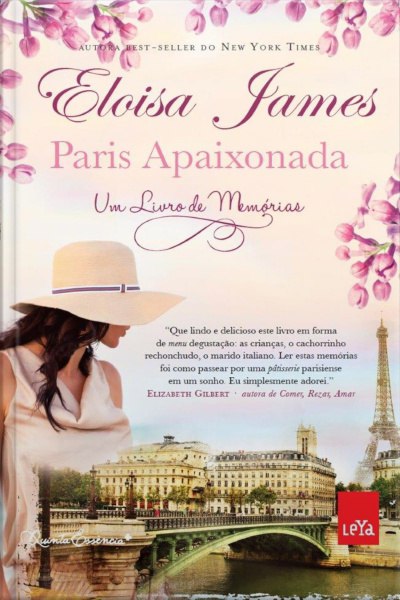 AUTORA BEST-SELLER DO NEW YORK TIMES
Eloisa James
Paris Apaixonada
Um Livro de Memórias
"Que lindo e delicioso este livro em forma
de menu degustação: as crianças, o cachorrinho
rechonchudo, o marido italiano. Ler estas memórias
foi como passear por uma pâtisserie parisiense
em um sonho. Eu simplesmente adorei."
ELIZABETH GILBERT · autora de Comer, Rezar, Amar
LeYa
Quinta Essência